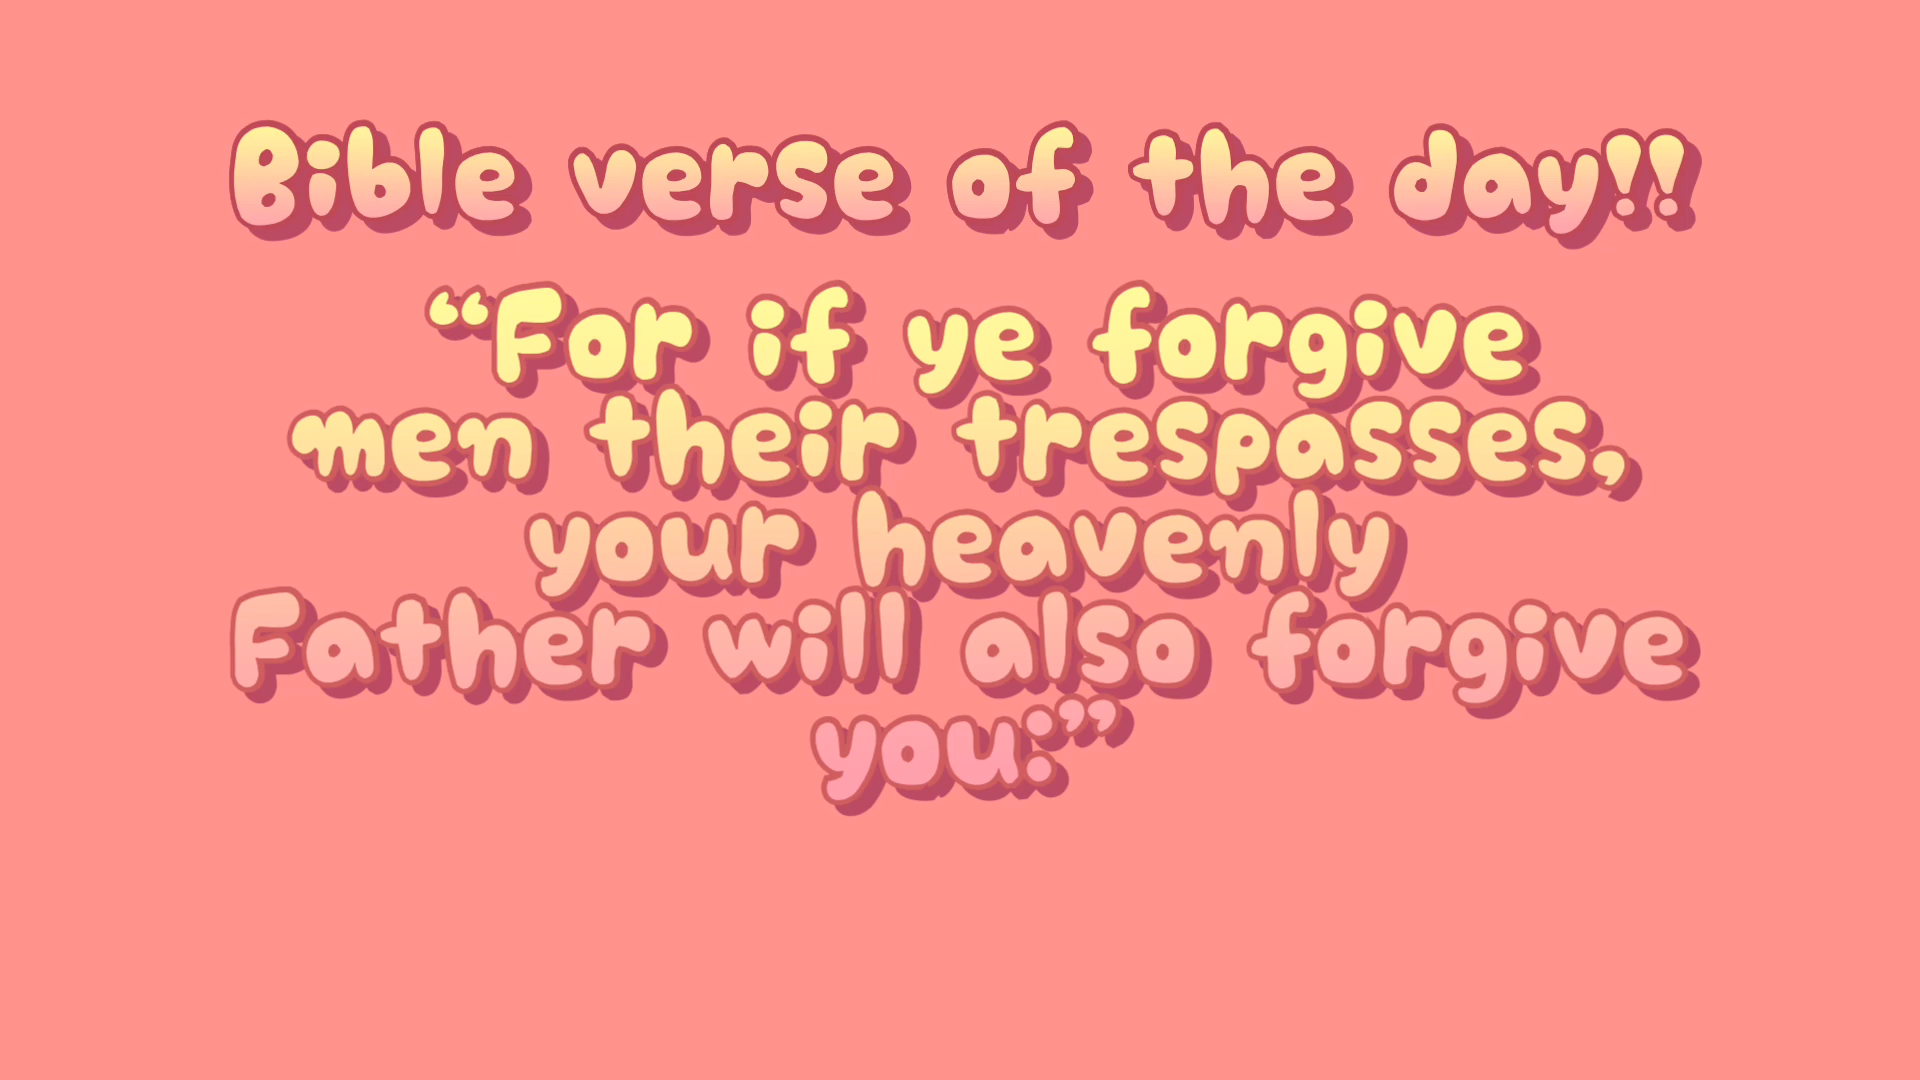 Bible verse of the day!!
“For if ye forgive
men their trespasses,
your heavenly
Father will also forgive
you:”